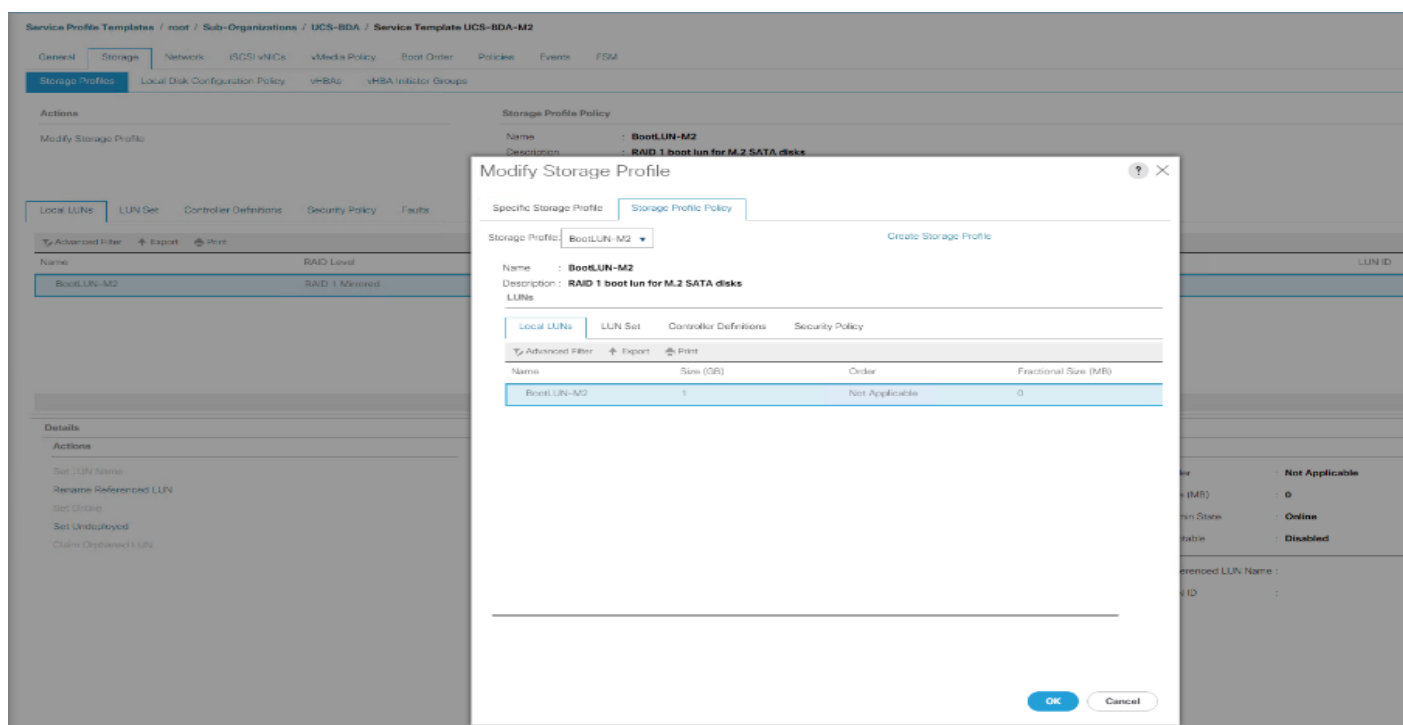 Service Profile Templates / root / Sub-Organizations / UCS-BDA / Service Template UCS-BDA-M2
General Storage Network iSCSI vNICs vMedia Policy Boot Order Policies Events FSM
Storage Profiles Local Disk Configuration Policy vHBAs vHBA Initiator Groups
Actions
Modify Storage Profile
Storage Profile Policy
Name : BootLUN-M2
Description : RAID 1 boot lun for M.2 SATA disks
Local LUNs LUN Set Controller Definitions Security Policy Faults
Advanced Filter Export Print
Name RAID Level LUN ID
BootLUN-M2 RAID 1 Mirrored
Details
Actions
Set LUN Name
Rename Referenced LUN
Set Online
Set Undeployed
Claim Orphaned LUN
Modify Storage Profile ?
Specific Storage Profile Storage Profile Policy
Storage Profile: BootLUN-M2 Create Storage Profile
Name : BootLUN-M2
Description : RAID 1 boot lun for M.2 SATA disks
LUNs
Local LUNs LUN Set Controller Definitions Security Policy
Advanced Filter Export Print
Name Size (GB) Order Fractional Size (MB)
BootLUN-M2 1 Not Applicable 0
OK Cancel
: Not Applicable
(MB) : 0
State : Online
: Disabled
LUN Name :
ID :